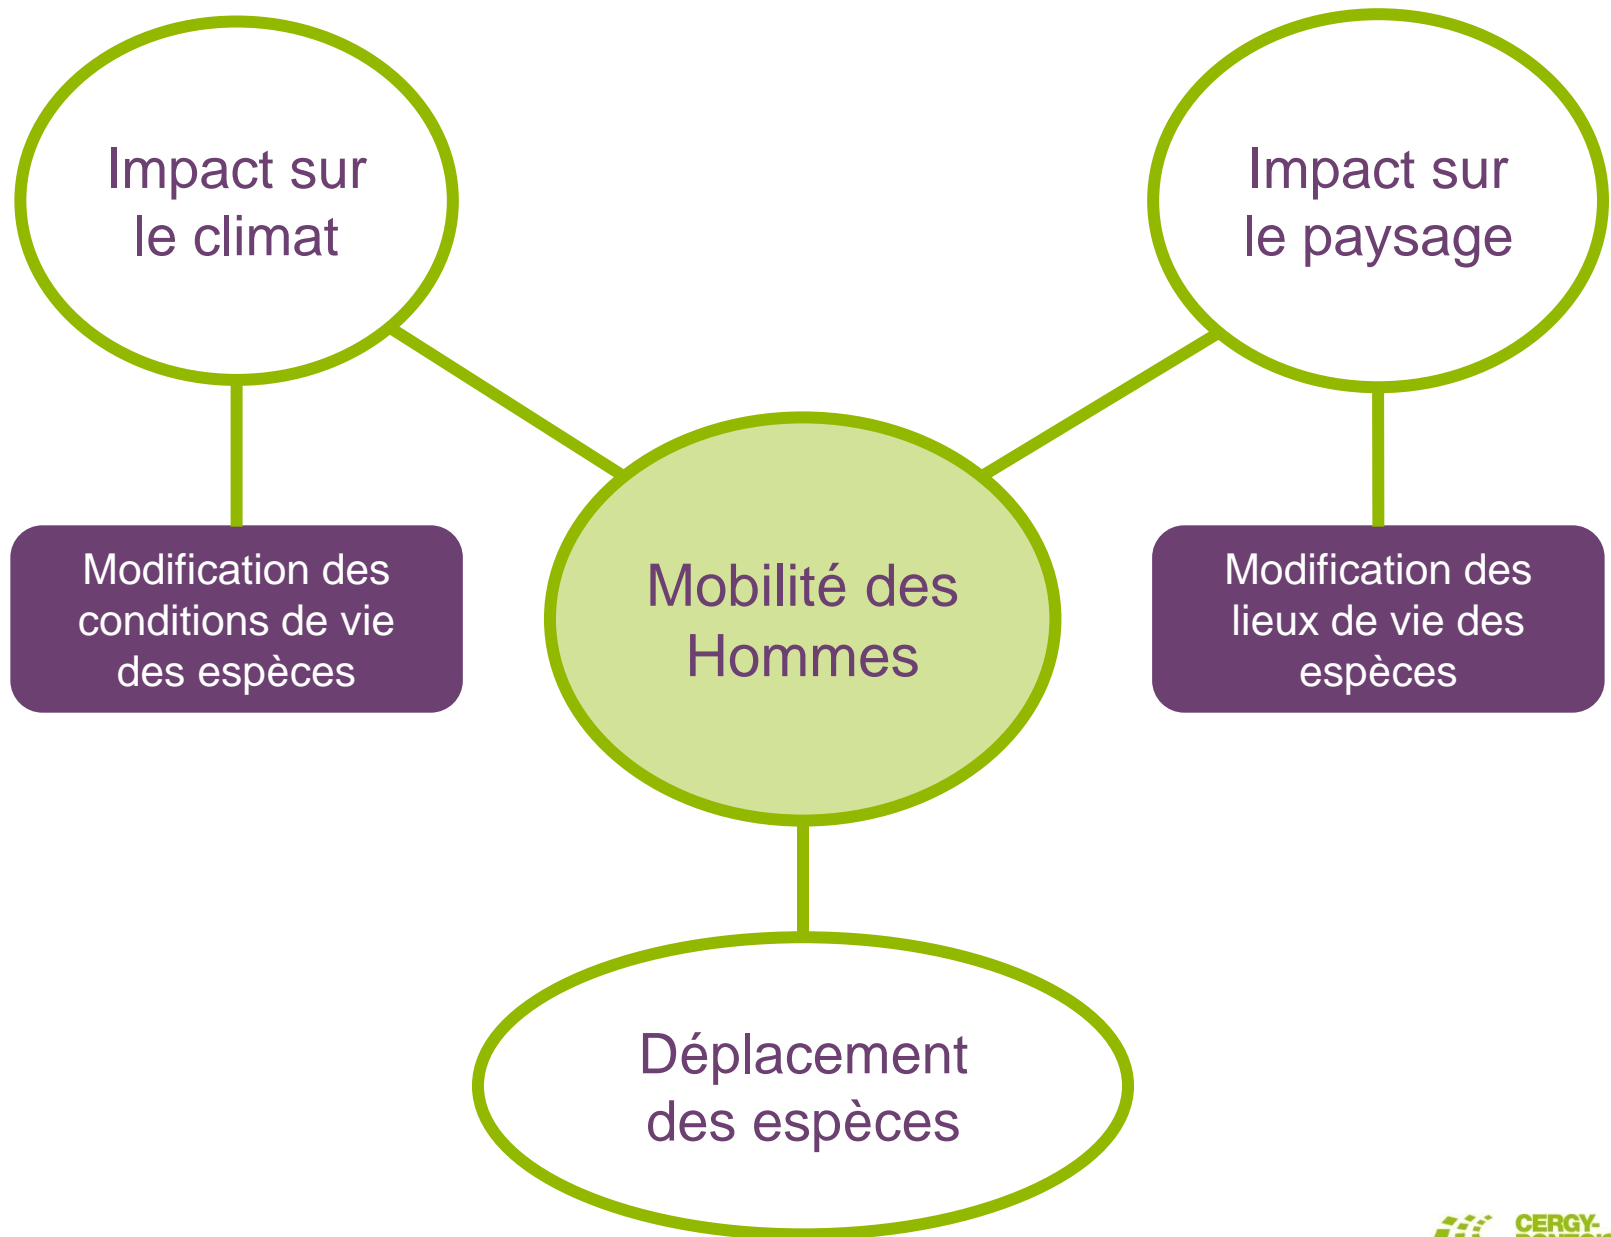 Impact sur
le climat
Impact sur
le paysage
Modification des
conditions de vie
des espèces
Mobilité des
Hommes
Modification des
lieux de vie des
espèces
Déplacement
des espèces
CERGY-